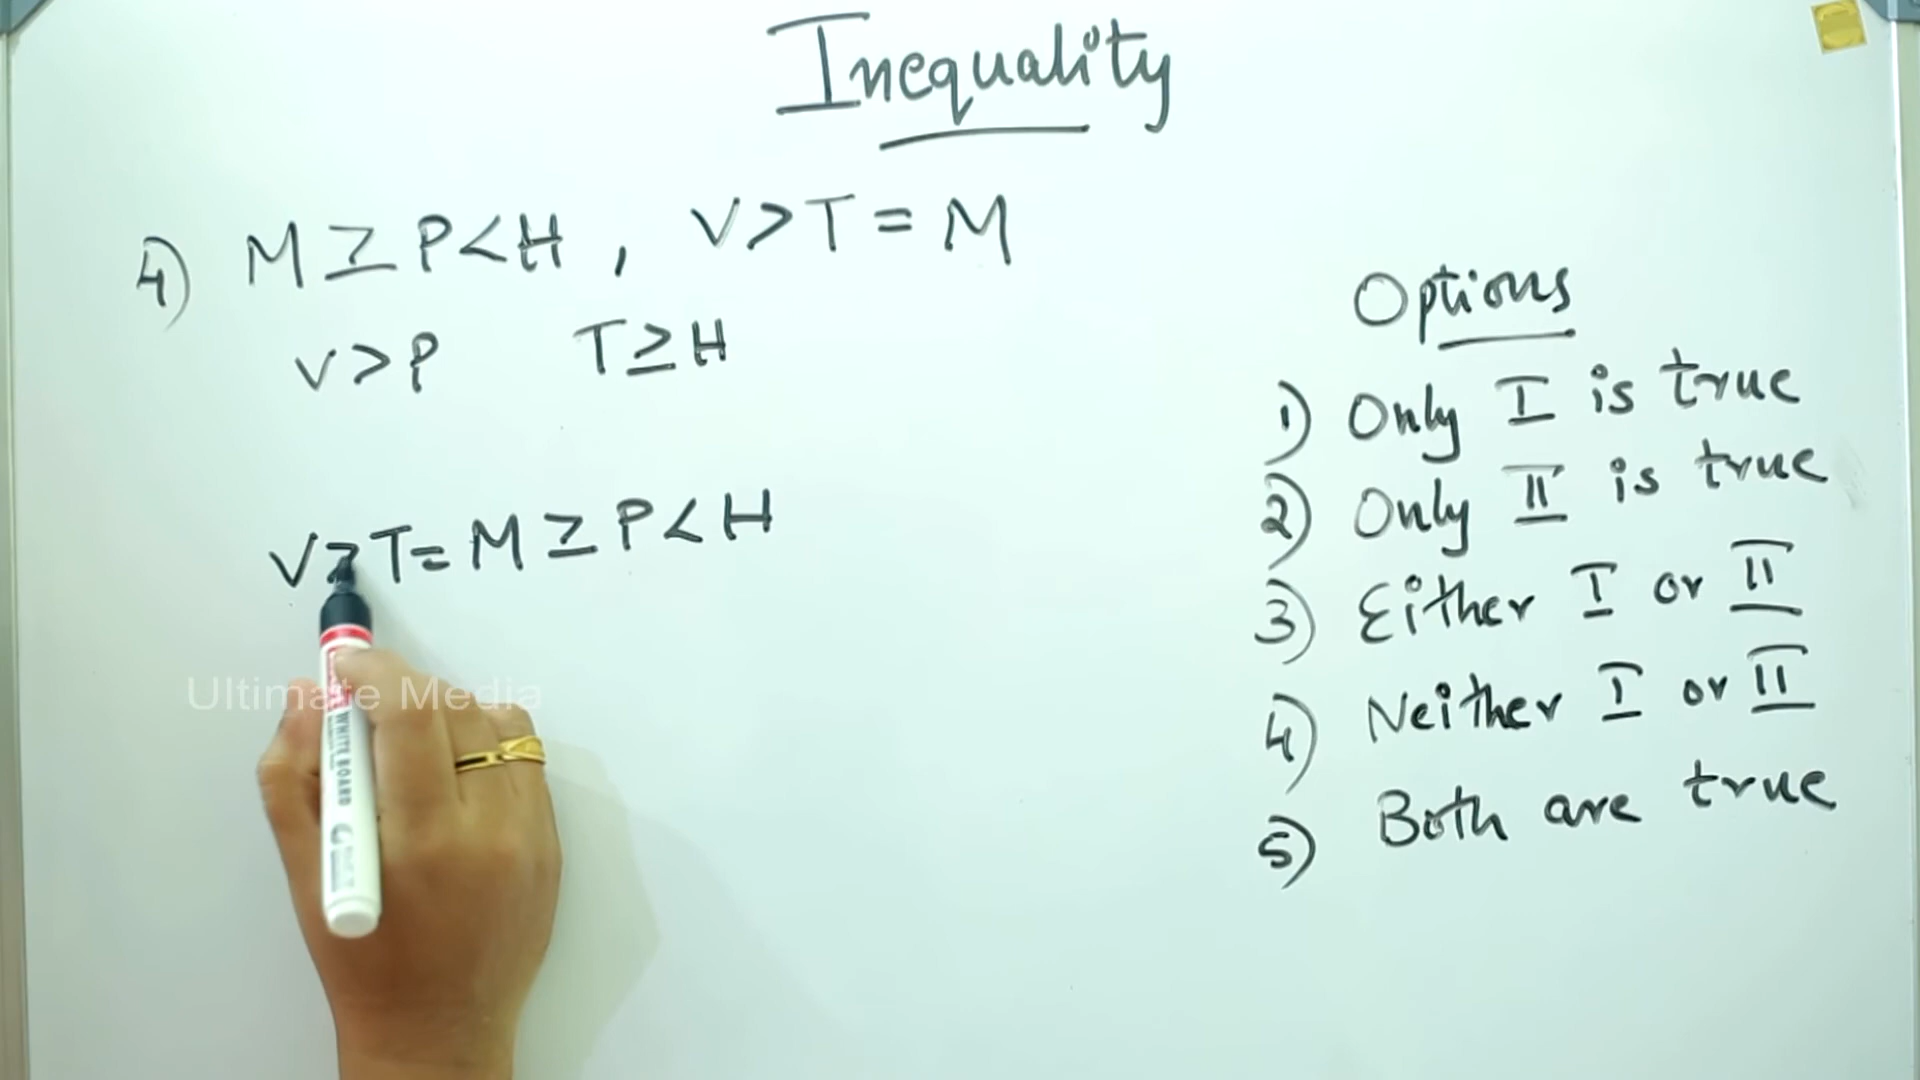 Inequality
4) M ≥ P < H , V > T = M
V > P T ≥ H
V > T = M ≥ P < H
Options
1) Only I is true
2) Only II is true
3) Either I or II
4) Neither I or II
5) Both are true
Ultimate Media
WHITE BOARD